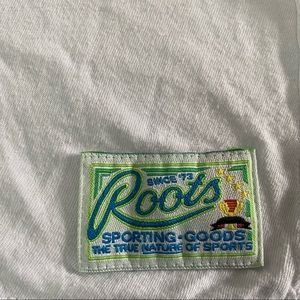 SINCE '73
Roots
SPORTING • GOODS
THE TRUE NATURE OF SPORTS